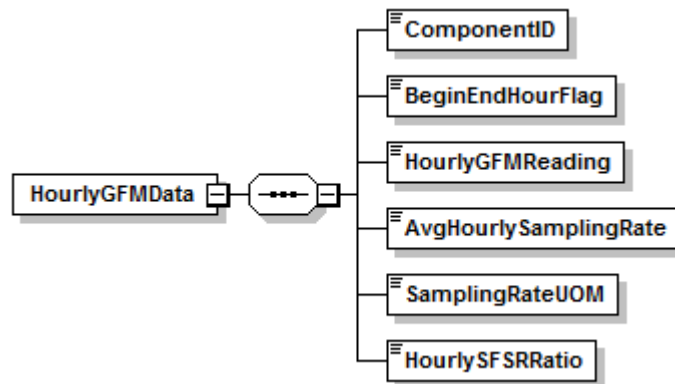 ComponentID
BeginEndHourFlag
HourlyGFMReading
HourlyGFMData
AvgHourlySamplingRate
SamplingRateUOM
HourlySFSRRatio